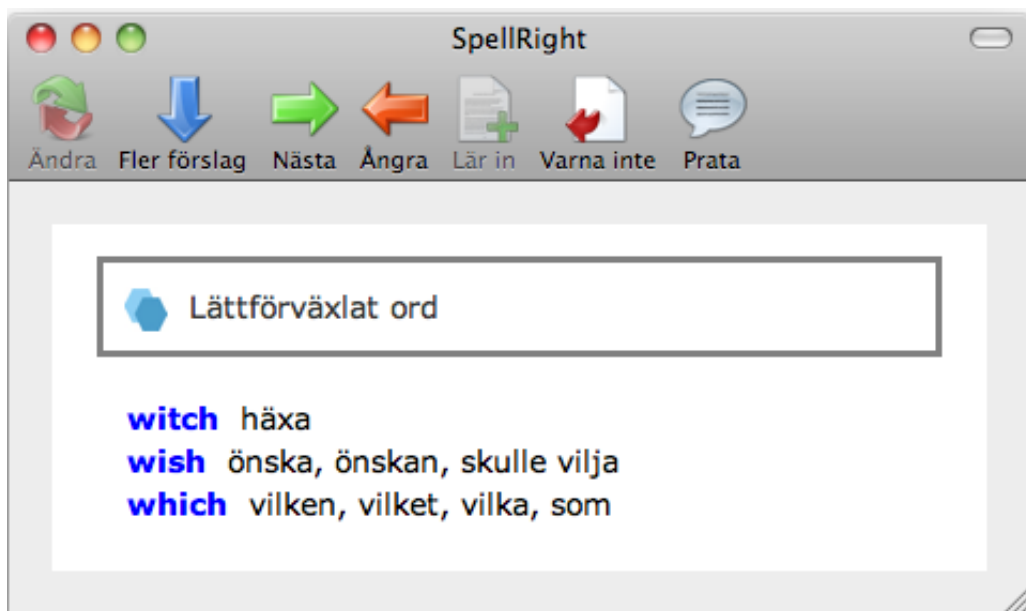 SpellRight
Ändra Fler förslag Nästa Ångra Lär in Varna inte Prata
Lättförväxlat ord
witch häxa
wish önska, önskan, skulle vilja
which vilken, vilket, vilka, som